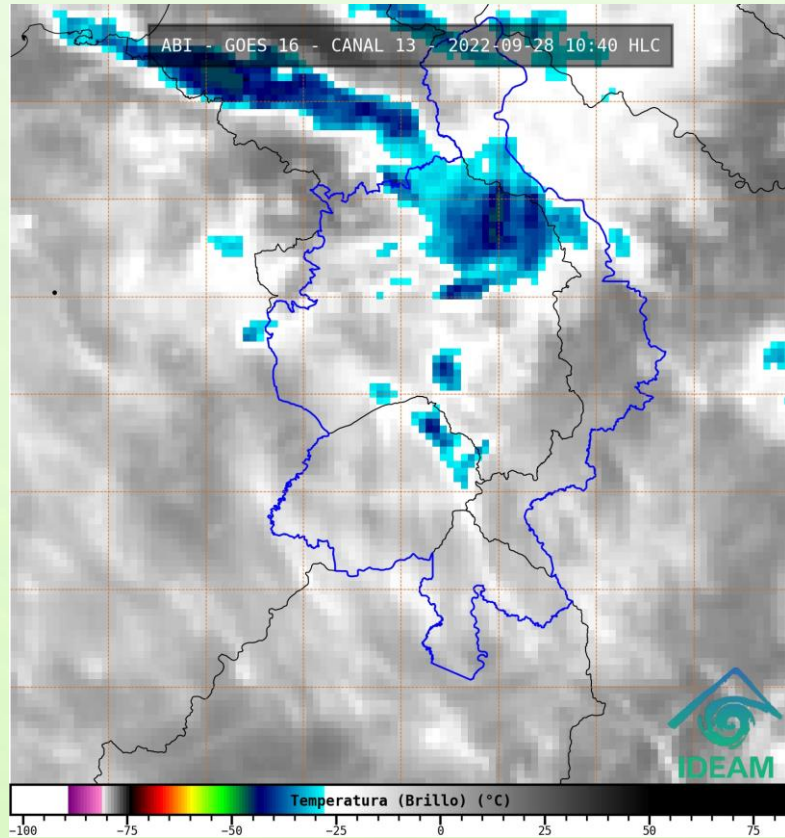 ABI - GOES 16 - CANAL 13 - 2022-09-28 10:40 HLC
IDEAM
Temperatura (Brillo) (°C)
-100 -75 -50 -25 0 25 50 75